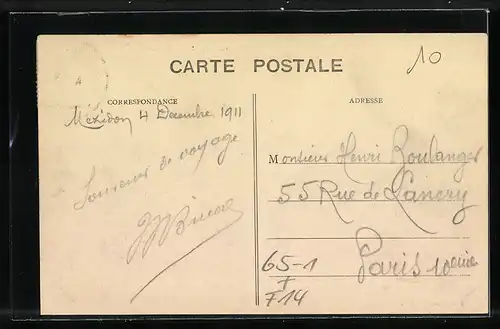 10
CARTE POSTALE
CORRESPONDANCE
ADRESSE
Mézidon 4 Décembre 1911
Souvenir de voyage
Monsieur Henri Boulanger
55 Rue de Lancry
Paris 10ème
65-1
I
F14